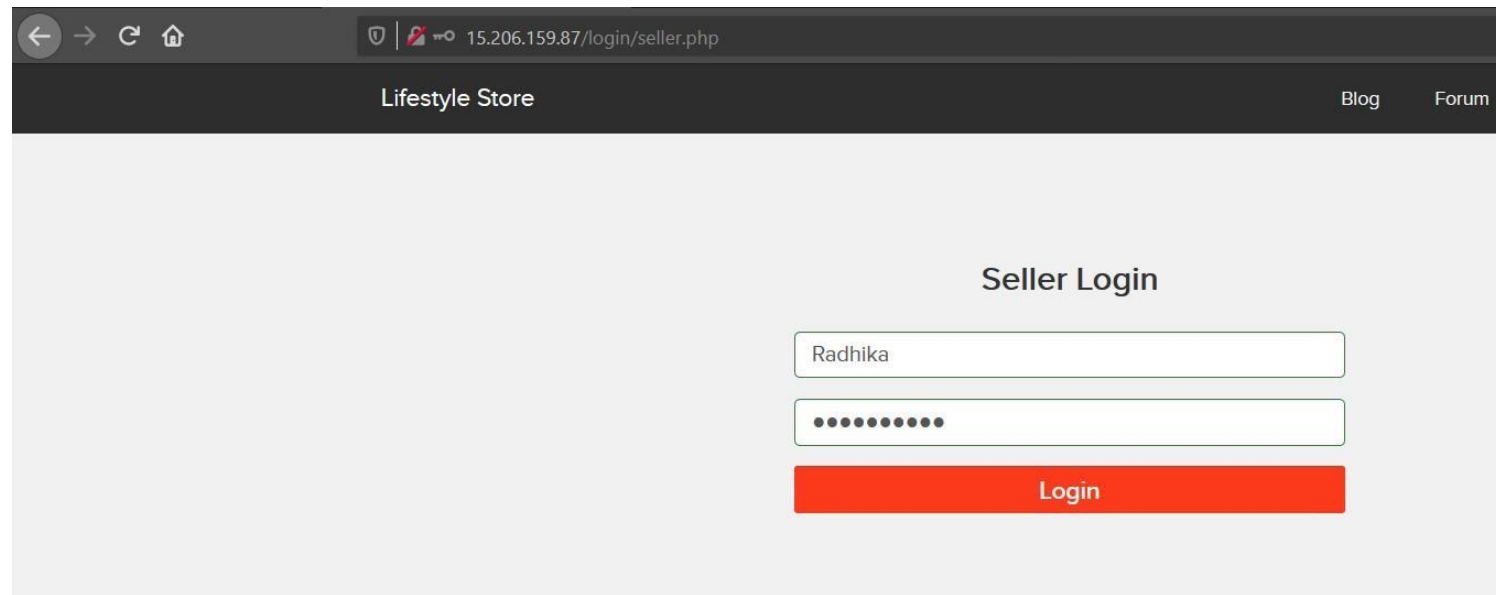 15.206.159.87/login/seller.php
Lifestyle Store Blog Forum
Seller Login
Radhika
••••••••••
Login